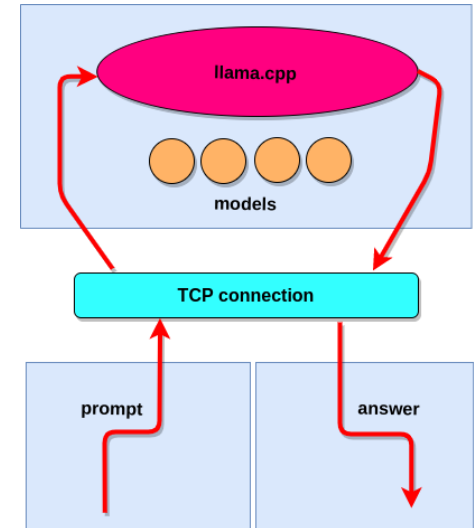 llama.cpp
models
TCP connection
prompt
answer